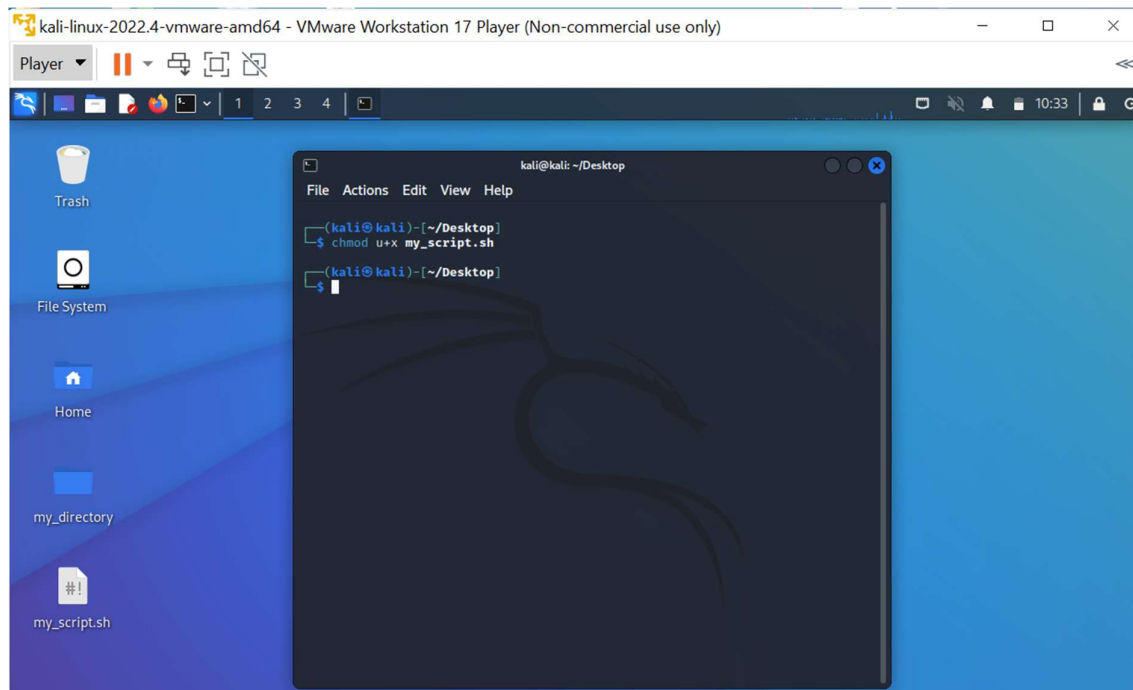 kali-linux-2022.4-vmware-amd64 - VMware Workstation 17 Player (Non-commercial use only)
Player
1 2 3 4
10:33
Trash
File System
Home
my_directory
#!
my_script.sh
kali@kali: ~/Desktop
File Actions Edit View Help
(kali㉿kali)-[~/Desktop]
$ chmod u+x my_script.sh
(kali㉿kali)-[~/Desktop]
$